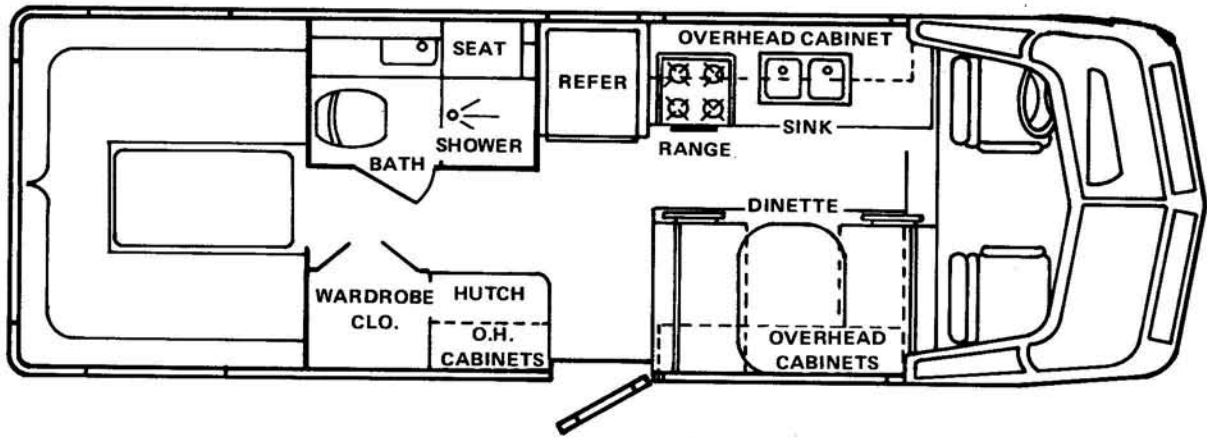 SEAT
OVERHEAD CABINET
REFER
SINK
SHOWER
RANGE
BATH
DINETTE
WARDROBE
CLO.
HUTCH
O.H.
CABINETS
OVERHEAD
CABINETS